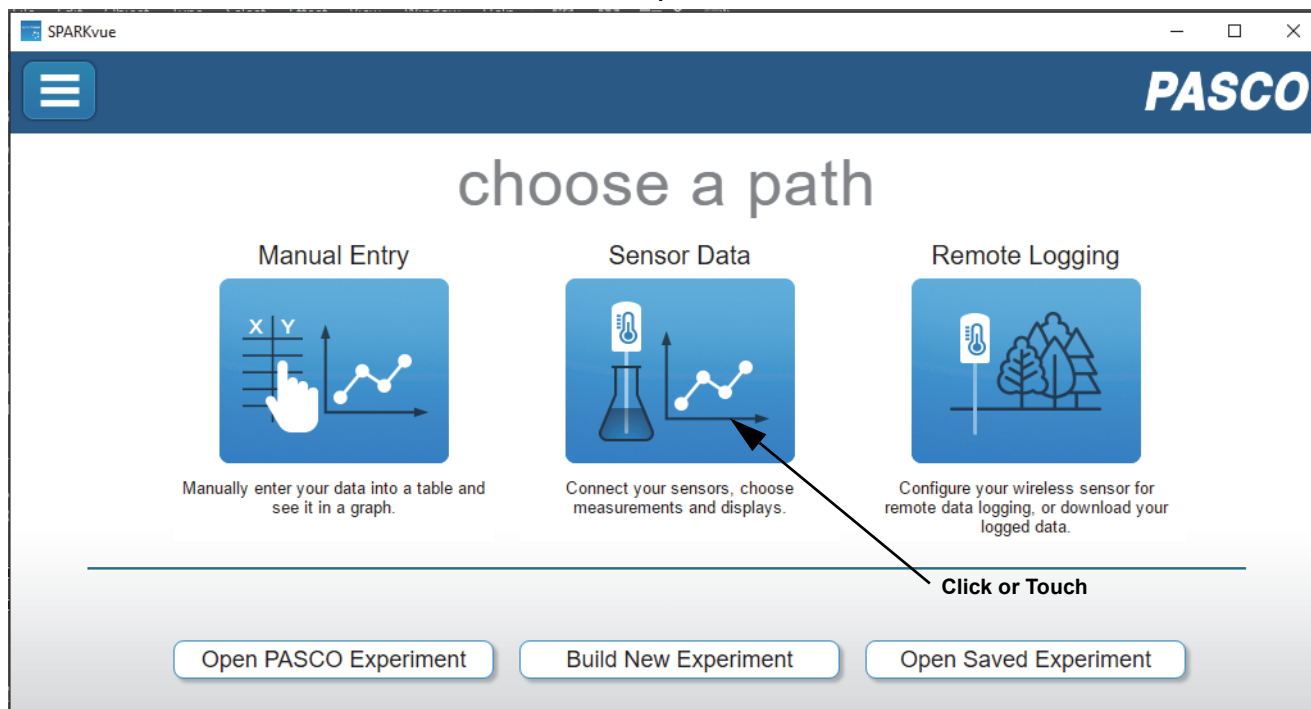 SPARKvue
PASCO
choose a path
Manual Entry
Sensor Data
Remote Logging
X Y
Manually enter your data into a table and
see it in a graph.
Connect your sensors, choose
measurements and displays.
Configure your wireless sensor for
remote data logging, or download your
logged data.
Click or Touch
Open PASCO Experiment
Build New Experiment
Open Saved Experiment